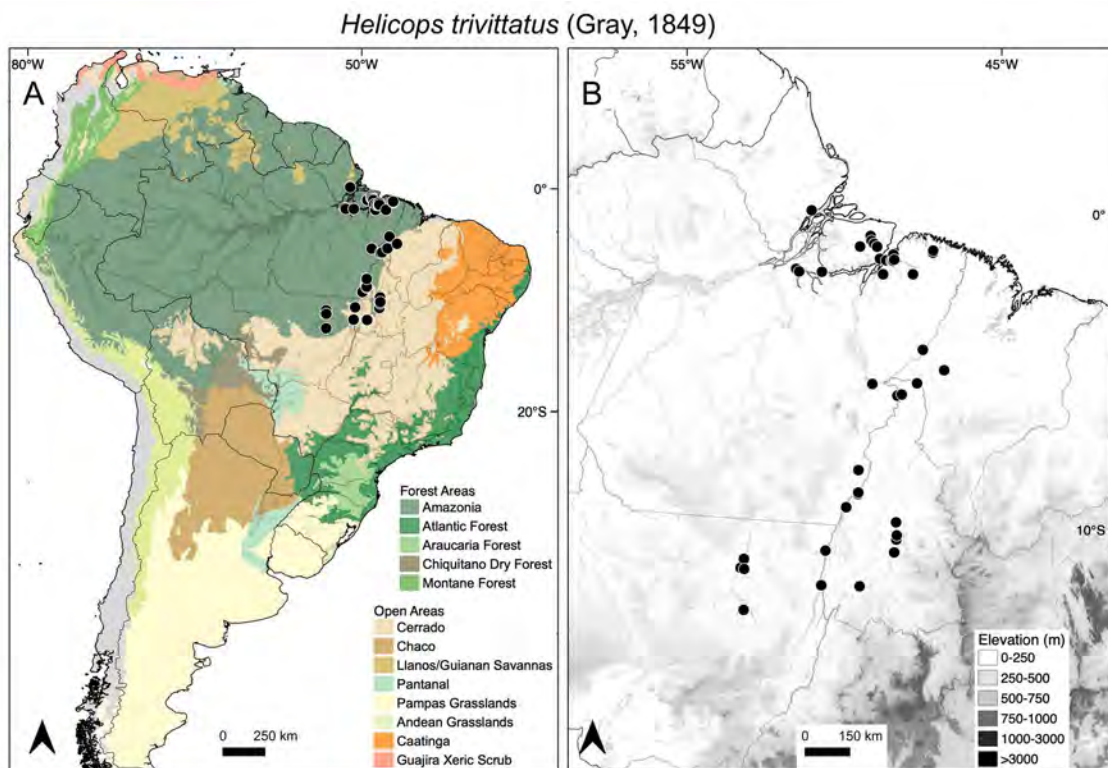 Helicops trivittatus (Gray, 1849)
80°W
50°W
A
0°
20°S
Forest Areas
Amazonia
Atlantic Forest
Araucaria Forest
Chiquitano Dry Forest
Montane Forest
Open Areas
Cerrado
Chaco
Llanos/Guianan Savannas
Pantanal
Pampas Grasslands
Andean Grasslands
Caatinga
Guajira Xeric Scrub
0 250 km
55°W
45°W
B
0°
10°S
Elevation (m)
0-250
250-500
500-750
750-1000
1000-3000
>3000
0 150 km